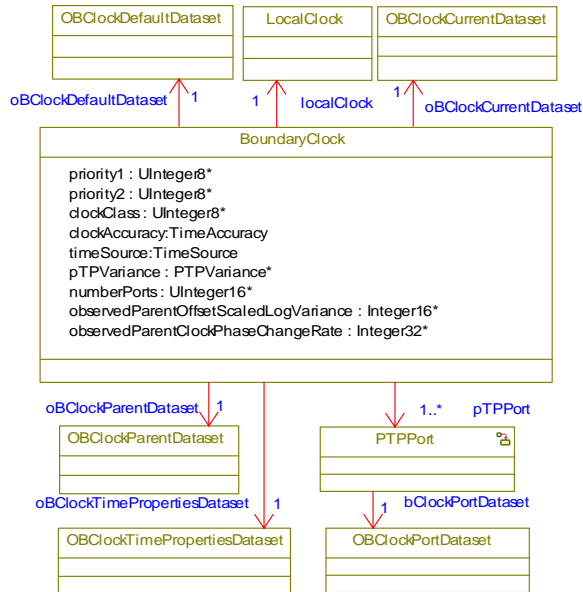 OBClockDefaultDataset
LocalClock
OBClockCurrentDataset
oBClockDefaultDataset
1
1
localClock
1
oBClockCurrentDataset
BoundaryClock
priority1 : UInteger8*
priority2 : UInteger8*
clockClass : UInteger8*
clockAccuracy:TimeAccuracy
timeSource:TimeSource
pTPVariance : PTPVariance*
numberPorts : UInteger16*
observedParentOffsetScaledLogVariance : Integer16*
observedParentClockPhaseChangeRate : Integer32*
oBClockParentDataset
1
1..*
pTPPort
OBClockParentDataset
PTPPort
oBClockTimePropertiesDataset
1
1
bClockPortDataset
OBClockTimePropertiesDataset
OBClockPortDataset